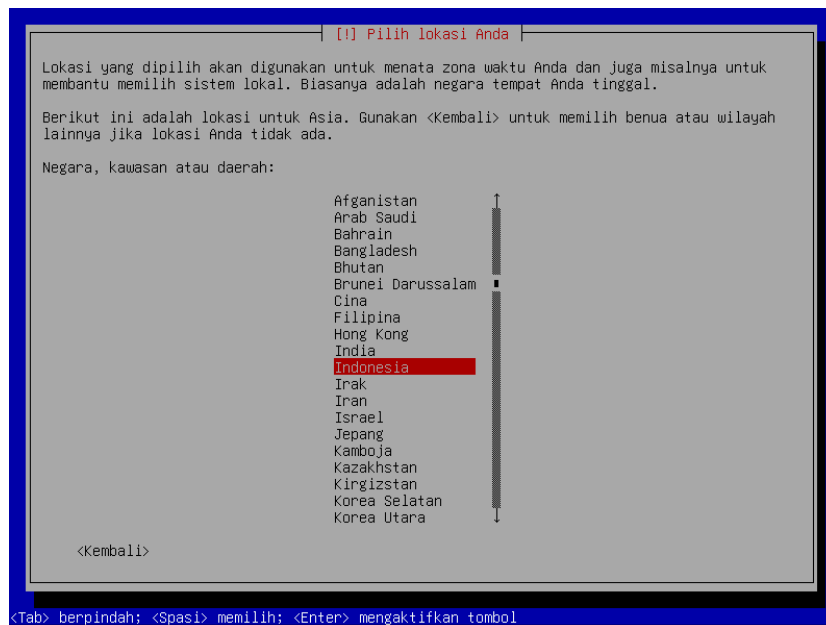 [!] Pilih lokasi Anda
Lokasi yang dipilih akan digunakan untuk menata zona waktu Anda dan juga misalnya untuk
membantu memilih sistem lokal. Biasanya adalah negara tempat Anda tinggal.
Berikut ini adalah lokasi untuk Asia. Gunakan <Kembali> untuk memilih benua atau wilayah
lainnya jika lokasi Anda tidak ada.
Negara, kawasan atau daerah:
Afganistan
Arab Saudi
Bahrain
Bangladesh
Bhutan
Brunei Darussalam
Cina
Filipina
Hong Kong
India
Indonesia
Irak
Iran
Israel
Jepang
Kamboja
Kazakhstan
Kirgizstan
Korea Selatan
Korea Utara
<Kembali>
<Tab> berpindah; <Spasi> memilih; <Enter> mengaktifkan tombol